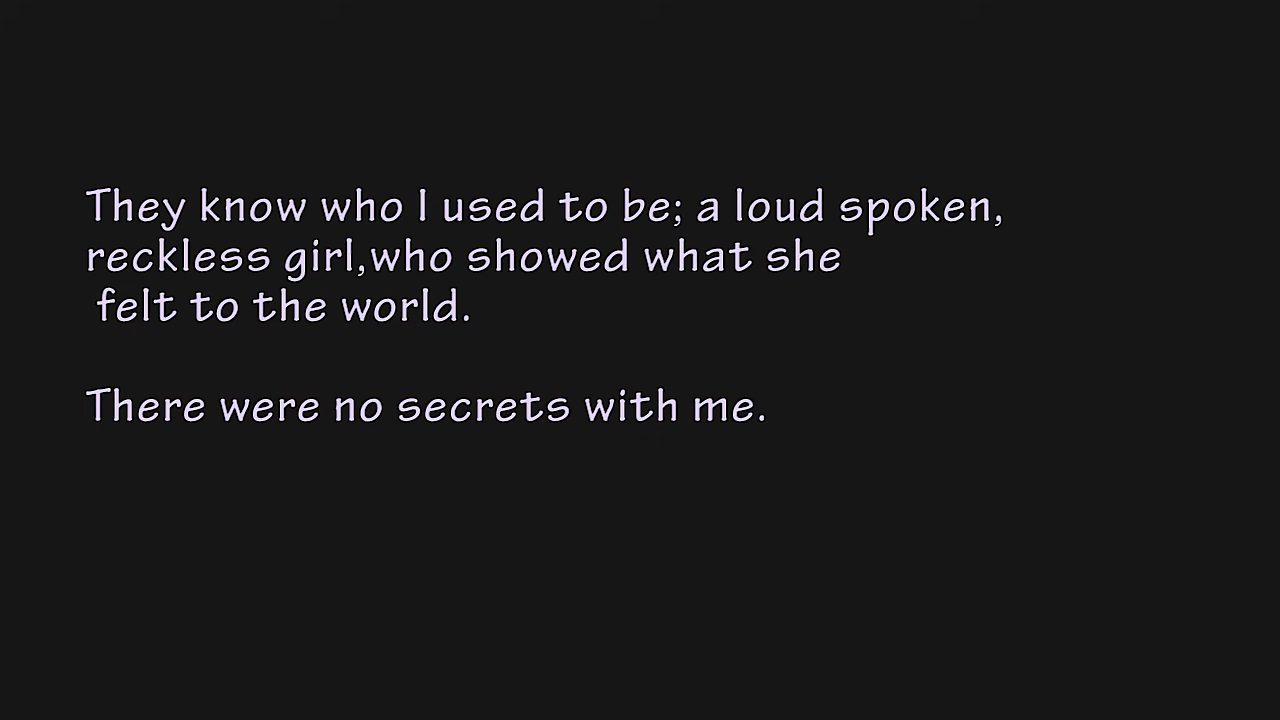 They know who I used to be; a loud spoken,
reckless girl,who showed what she
felt to the world.
There were no secrets with me.